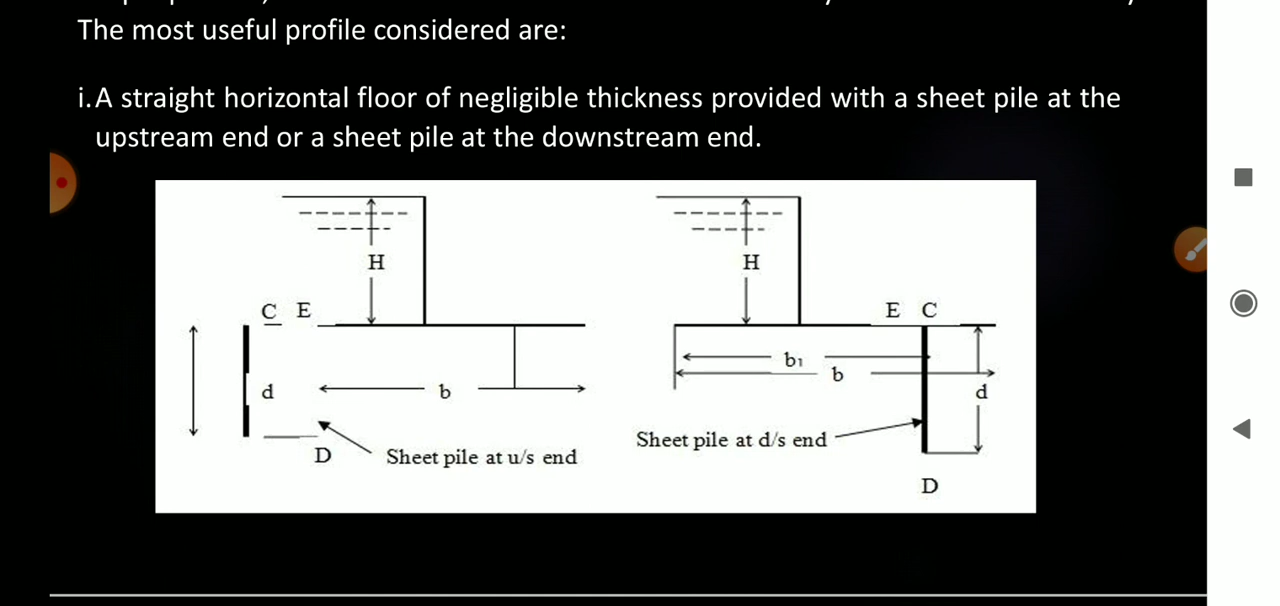 The most useful profile considered are:
i. A straight horizontal floor of negligible thickness provided with a sheet pile at the
upstream end or a sheet pile at the downstream end.
H
C E
d
b
D
Sheet pile at u/s end
H
E C
b₁
b
d
Sheet pile at d/s end
D